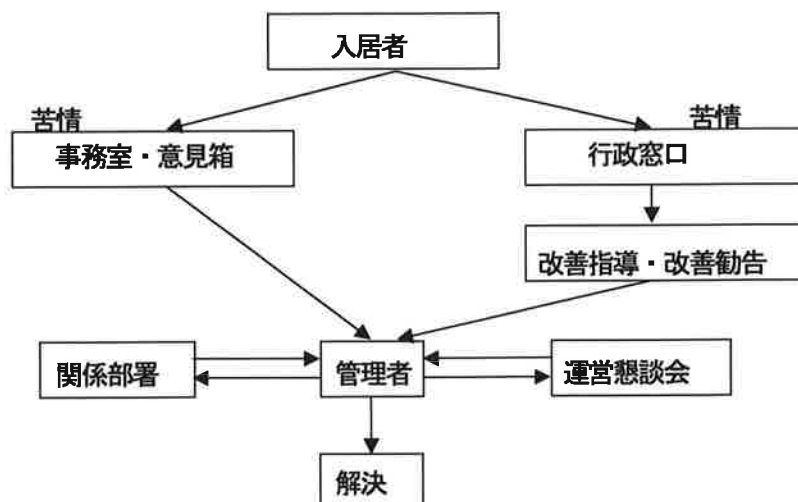 入居者
苦情
苦情
事務室・意見箱
行政窓口
改善指導・改善勧告
関係部署
管理者
運営懇談会
解決